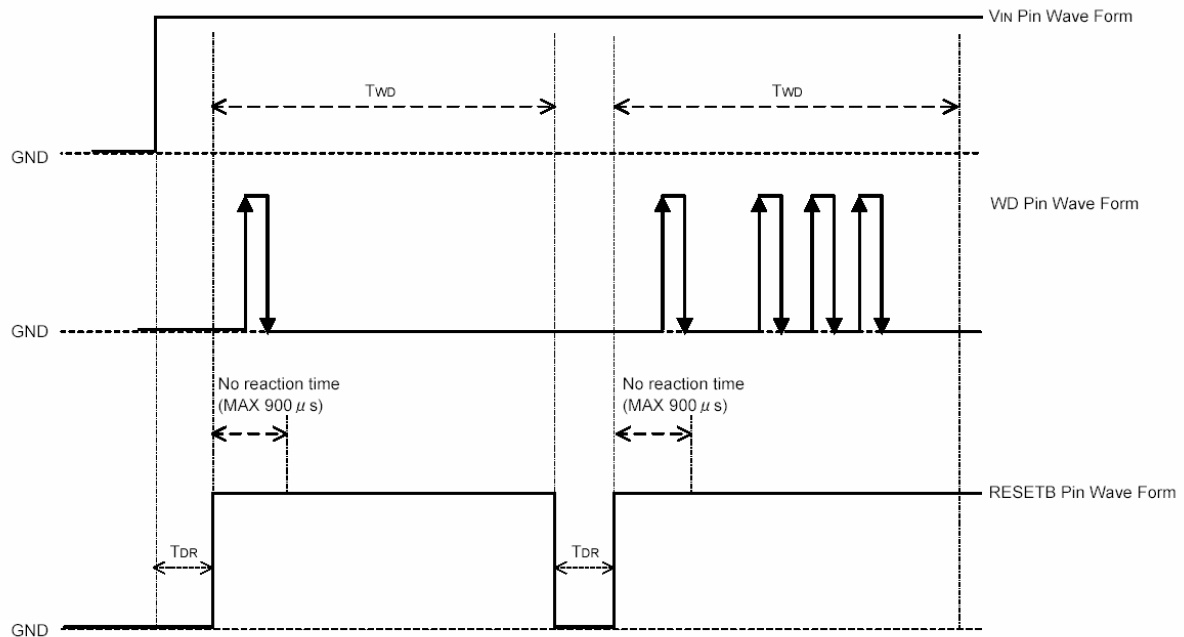 VIN Pin Wave Form
TWD
TWD
GND
WD Pin Wave Form
GND
No reaction time
(MAX 900 μ s)
No reaction time
(MAX 900 μ s)
RESETB Pin Wave Form
TDR
TDR
GND